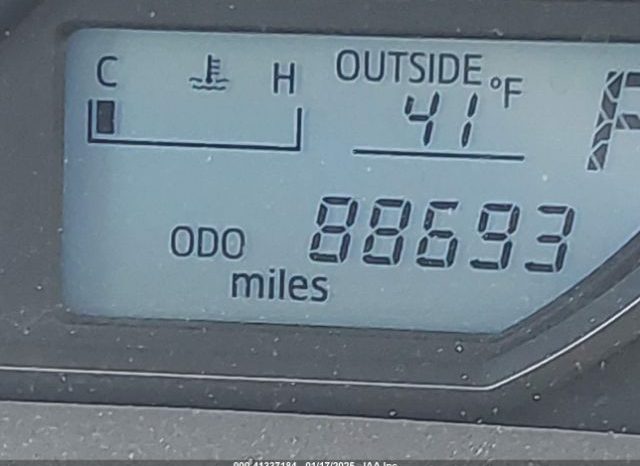 C H
OUTSIDE
41 °F
ODO 88693
miles